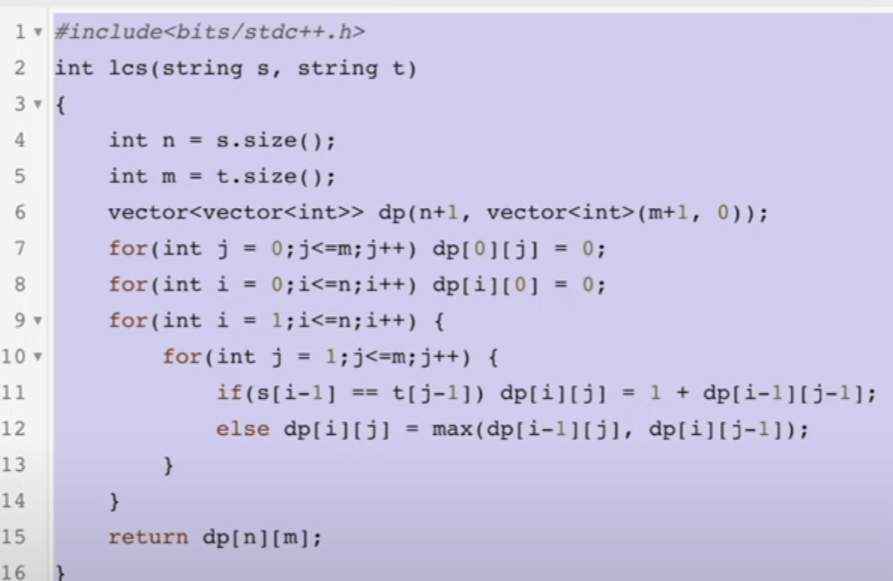 1 #include<bits/stdc++.h>
2 int lcs(string s, string t)
3 {
4 int n = s.size();
5 int m = t.size();
6 vector<vector<int>> dp(n+1, vector<int>(m+1, 0));
7 for(int j = 0;j<=m;j++) dp[0][j] = 0;
8 for(int i = 0;i<=n;i++) dp[i][0] = 0;
9 for(int i = 1;i<=n;i++) {
10 for(int j = 1;j<=m;j++) {
11 if(s[i-1] == t[j-1]) dp[i][j] = 1 + dp[i-1][j-1];
12 else dp[i][j] = max(dp[i-1][j], dp[i][j-1]);
13 }
14 }
15 return dp[n][m];
16 }